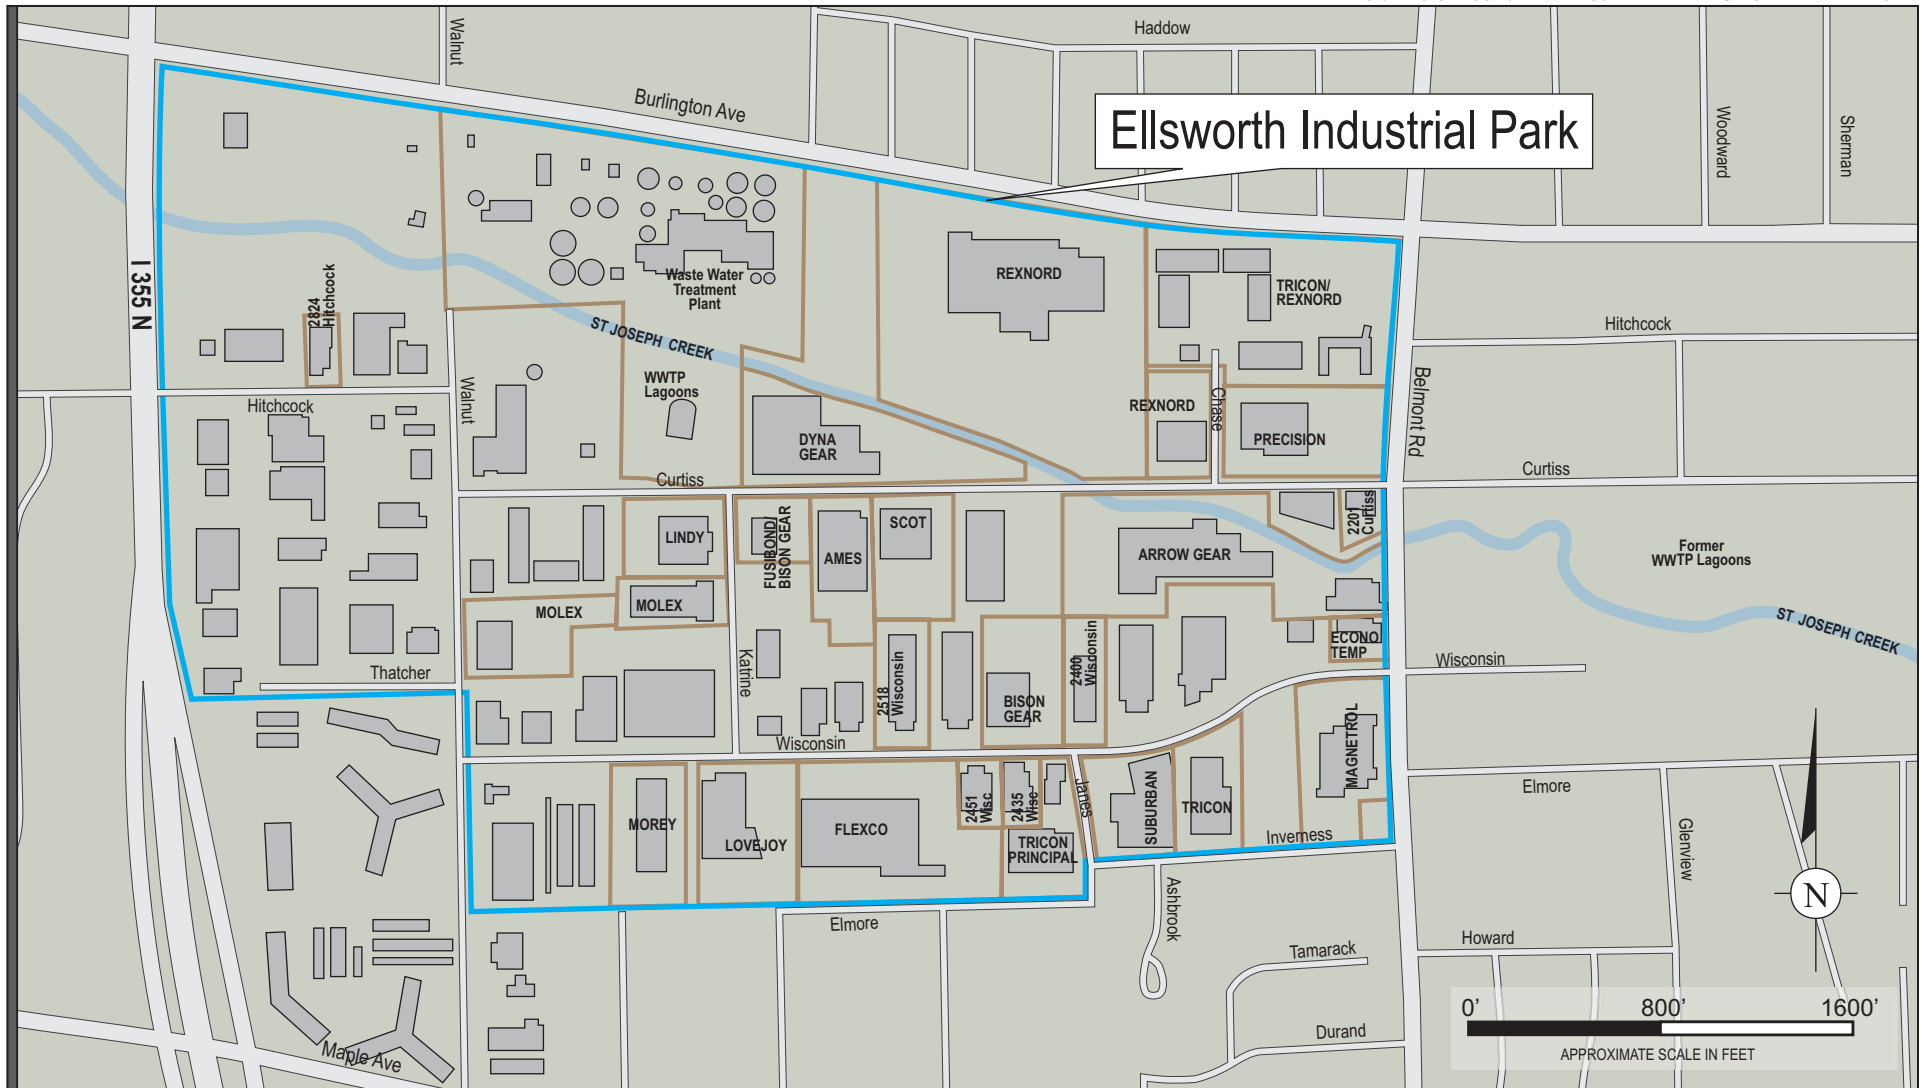 Haddow
Walnut
Burlington Ave
Ellsworth Industrial Park
Woodward
Sherman
I 355 N
2824
Hitchcock
Waste Water
Treatment
Plant
REXNORD
TRICON/
REXNORD
ST JOSEPH CREEK
Hitchcock
WWTP
Lagoons
Walnut
Hitchcock
REXNORD
Chase
Belmont Rd
DYNA
GEAR
PRECISION
Curtiss
Curtiss
LINDY
FUSIBOND/
BISON GEAR
AMES
SCOT
ARROW GEAR
2201
Curtiss
Former
WWTP Lagoons
MOLEX
MOLEX
ST JOSEPH CREEK
ECONO
TEMP
Katrine
2518
Wisconsin
2400
Wisconsin
Wisconsin
Thatcher
BISON
GEAR
Wisconsin
MAGNETROL
Elmore
MOREY
LOVEJOY
FLEXCO
2451
Wisc
2435
Wisc
Janes
SUBURBAN
TRICON
Inverness
TRICON
PRINCIPAL
Glenview
Ashbrook
Elmore
N
Tamarack
Howard
Durand
Maple Ave
0' 800' 1600'
APPROXIMATE SCALE IN FEET